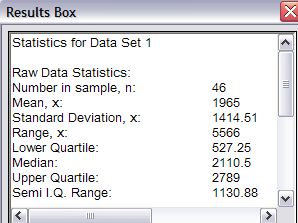 Results Box
Statistics for Data Set 1
Raw Data Statistics:
Number in sample, n: 46
Mean, x: 1965
Standard Deviation, x: 1414.51
Range, x: 5566
Lower Quartile: 527.25
Median: 2110.5
Upper Quartile: 2789
Semi I.Q. Range: 1130.88